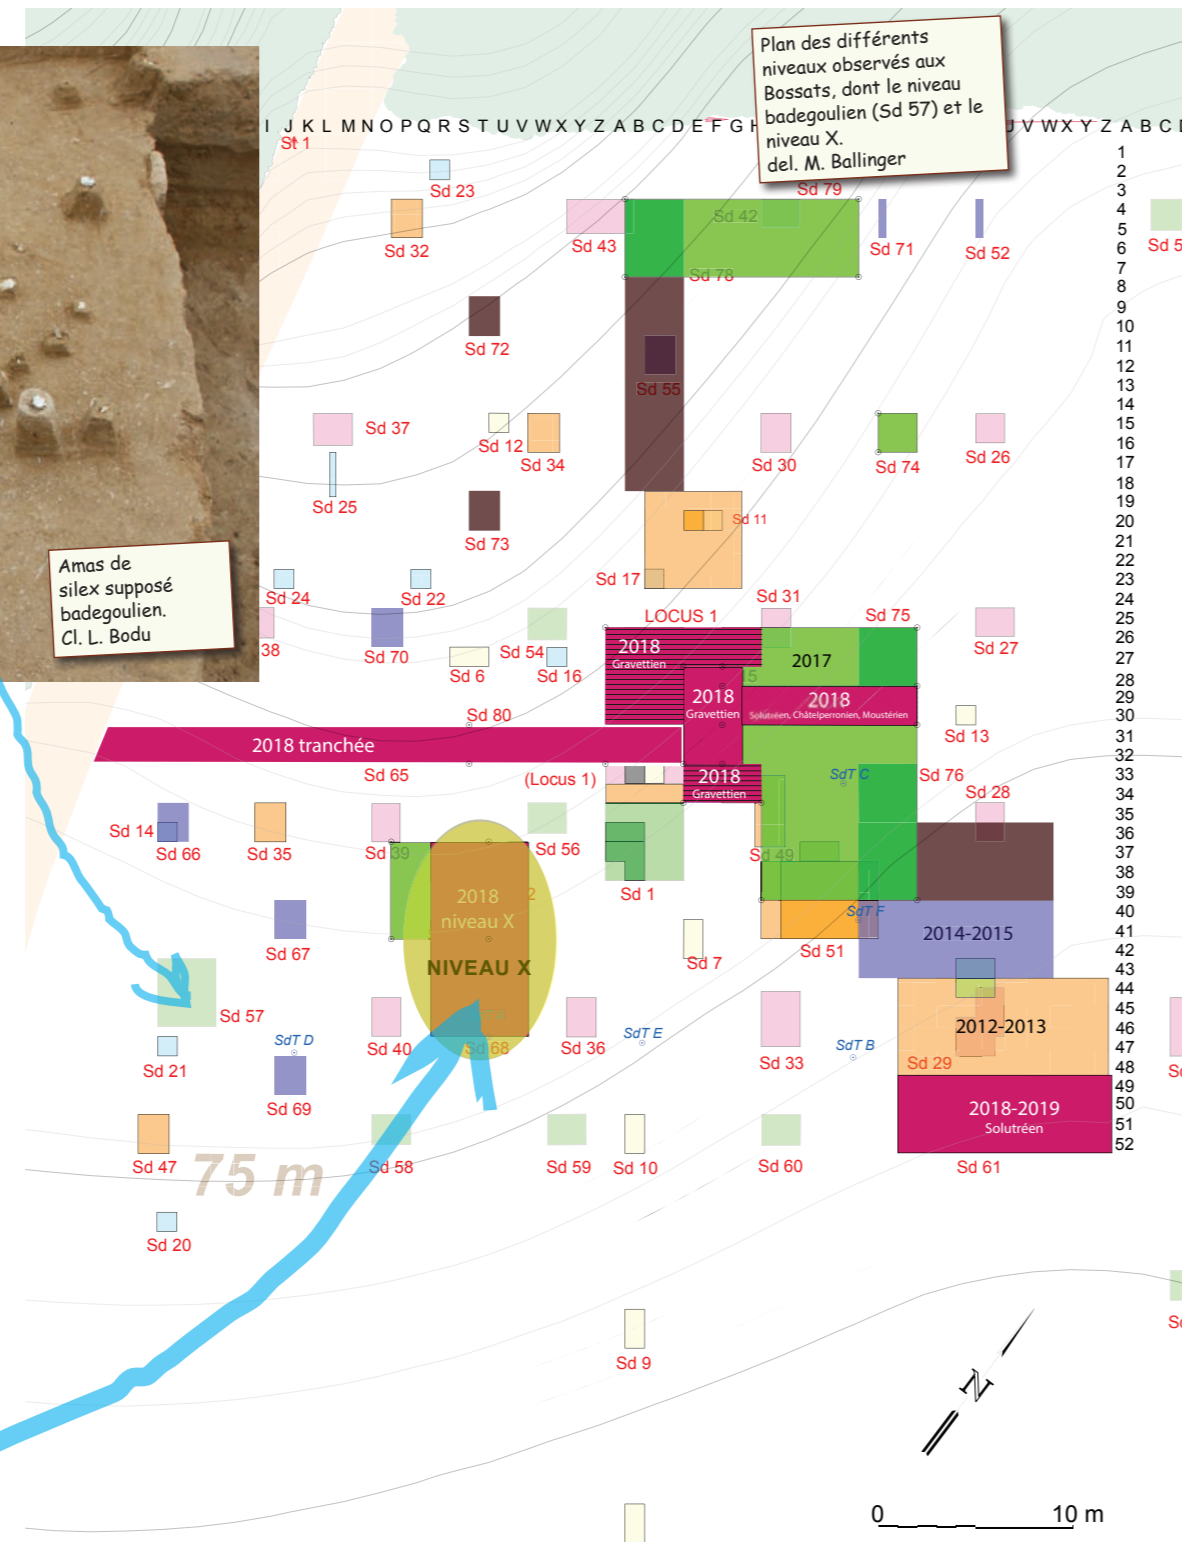 Plan des différents
niveaux observés aux
Bossats, dont le niveau
badegoulien (Sd 57) et le
niveau X.
del. M. Ballinger
I J K L M N O P Q R S T U V W X Y Z A B C D E F G H
V W X Y Z A B C D
St 1
1
2
Sd 23
3
Sd 79
4
Sd 42
5
Sd 32
Sd 43
Sd 71
Sd 52
Sd 5
6
7
Sd 78
8
9
10
Sd 72
11
12
Sd 55
13
14
15
Sd 37
Sd 12
16
Sd 34
Sd 30
Sd 74
Sd 26
17
18
Sd 25
19
Sd 11
20
Sd 73
21
22
Sd 17
23
Amas de
silex supposé
badegoulien.
Cl. L. Bodu
Sd 24
Sd 22
Sd 31
24
LOCUS 1
Sd 75
25
38
Sd 70
Sd 54
2018
Gravettien
2017
Sd 27
26
27
Sd 6
Sd 16
15
28
2018
Gravettien
2018
Solutréen, Châtelperronien, Moustérien
29
Sd 80
30
Sd 13
2018 tranchée
31
32
Sd 65
(Locus 1)
2018
Gravettien
SdT C
Sd 76
33
Sd 28
34
35
Sd 14
Sd 66
Sd 35
Sd 39
Sd 56
Sd 49
36
37
38
Sd 1
39
2018
niveau X
2
SdT F
40
Sd 67
Sd 7
Sd 51
2014-2015
41
42
NIVEAU X
43
44
Sd 57
45
2012-2013
46
SdT D
Sd 40
Sd 68
Sd 36
SdT E
Sd 33
SdT B
47
Sd 21
Sd 29
48
Sd 69
49
2018-2019
Solutréen
50
51
52
Sd 47
Sd 58
Sd 59
Sd 10
Sd 60
Sd 61
75 m
Sd 20
Sd 9
N
0
10 m